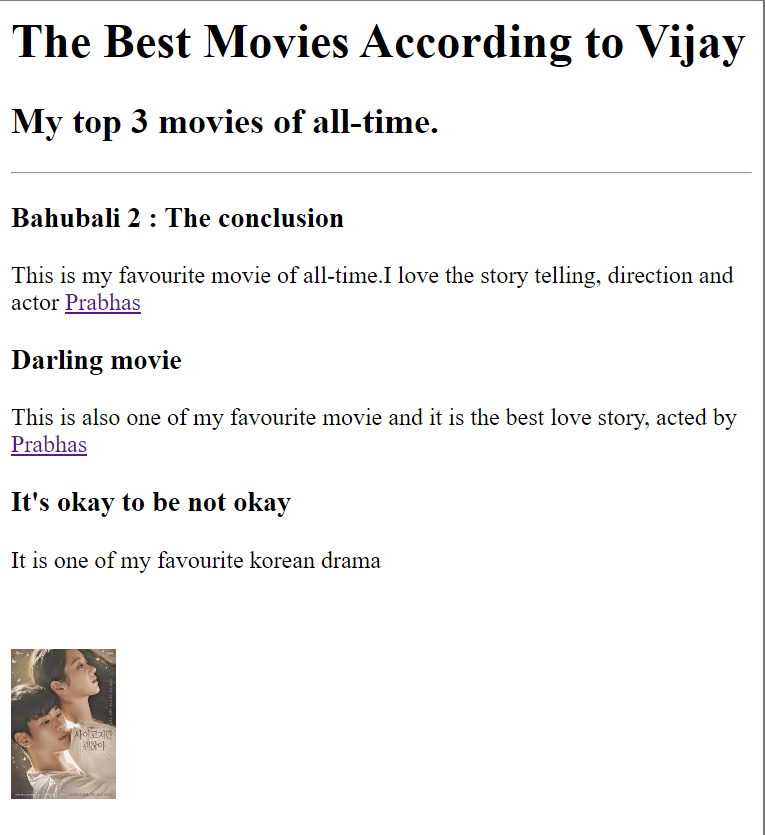 The Best Movies According to Vijay
My top 3 movies of all-time.
Bahubali 2 : The conclusion
This is my favourite movie of all-time.I love the story telling, direction and
actor Prabhas
Darling movie
This is also one of my favourite movie and it is the best love story, acted by
Prabhas
It's okay to be not okay
It is one of my favourite korean drama
사이코지만
괜찮아